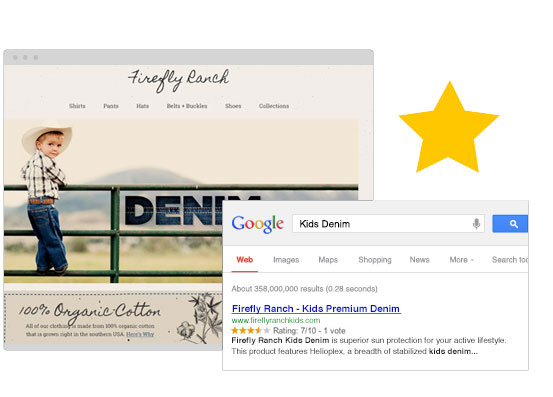 Firefly Ranch
Shirts Pants Hats Belts + Buckles Shoes Collections
DENIM
100% Organic Cotton
All of our clothing is made from 100% organic cotton
that is grown right in the southern USA. Here's Why
Google Kids Denim
Web Images Maps Shopping News More Search too
About 358,000,000 results (0.28 seconds)
Firefly Ranch - Kids Premium Denim
www.fireflyranchkids.com
Rating: 7/10 - 1 vote
Firefly Ranch Kids Denim is superior sun protection for your active lifestyle.
This product features Helioplex, a breadth of stabilized kids denim...